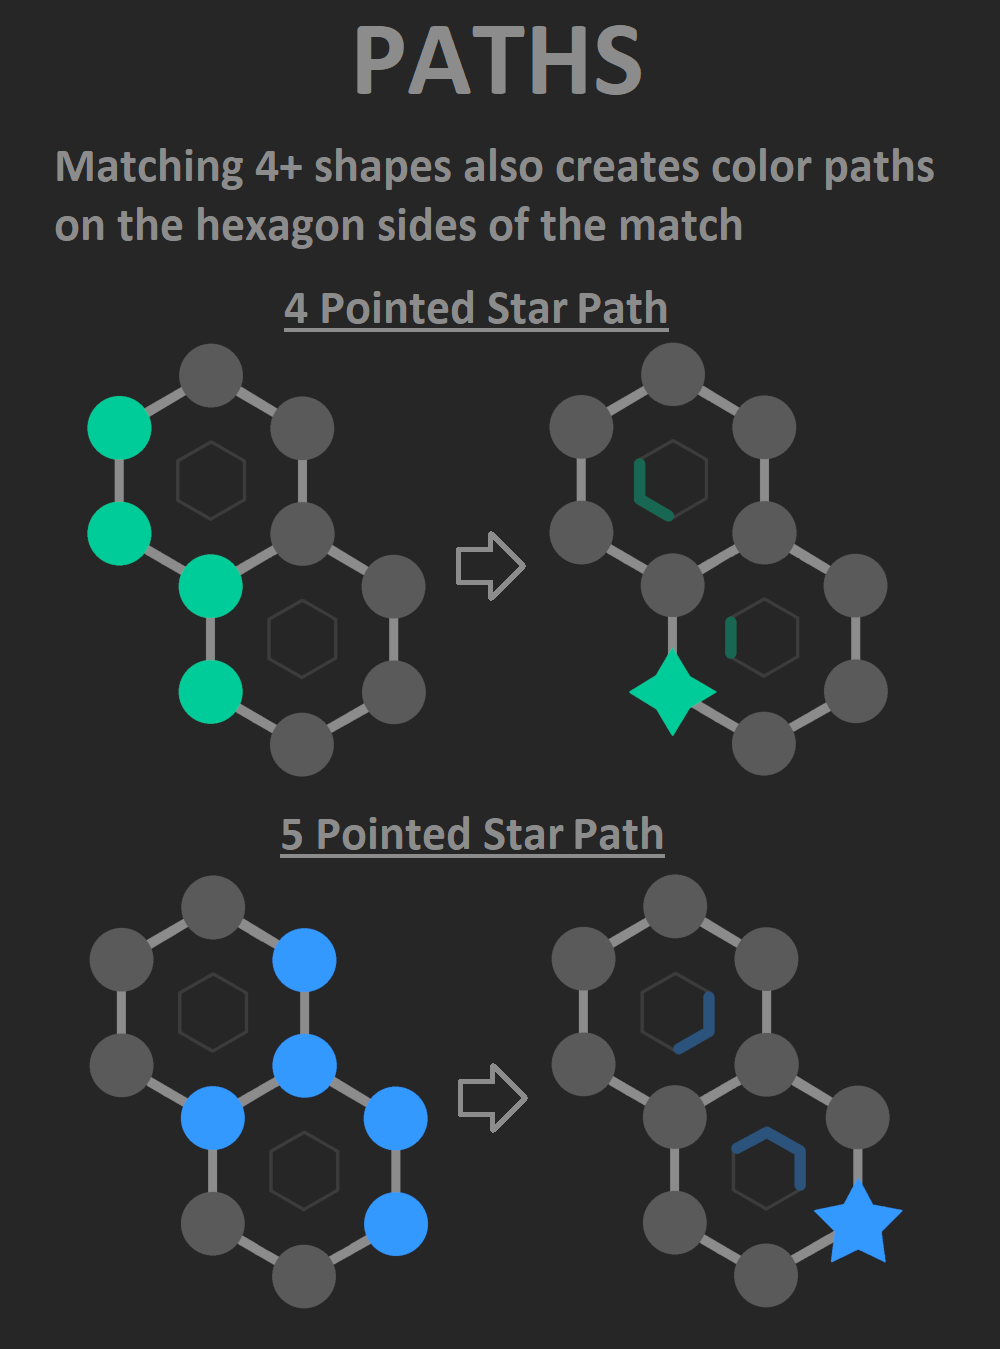 PATHS
Matching 4+ shapes also creates color paths
on the hexagon sides of the match
4 Pointed Star Path
5 Pointed Star Path